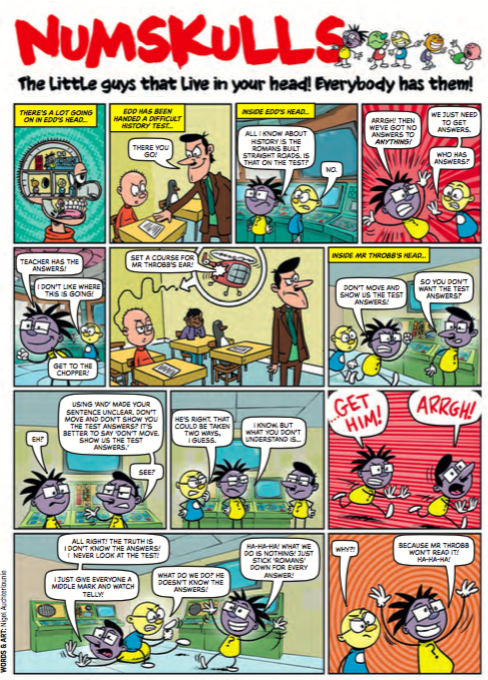 NUMSKULLS
The Little guys that Live in your head! Everybody has them!
THERE'S A LOT GOING
ON IN EDD'S HEAD...
EDD HAS BEEN
HANDED A DIFFICULT
HISTORY TEST...
THERE YOU
GO!
INSIDE EDD'S HEAD...
ALL I KNOW ABOUT
HISTORY IS THE
ROMANS BUILT
STRAIGHT ROADS. IS
THAT ON THE TEST?
NO.
ARRGH! THEN
WE'VE GOT NO
ANSWERS TO
ANYTHING!
WE JUST NEED
TO GET
ANSWERS.
WHO HAS
ANSWERS?
TEACHER HAS THE
ANSWERS!
I DON'T LIKE WHERE
THIS IS GOING!
GET TO THE
CHOPPER!
SET A COURSE FOR
MR THROBB'S EAR!
INSIDE MR THROBB'S HEAD...
DON'T MOVE AND
SHOW US THE TEST
ANSWERS!
SO YOU DON'T
WANT THE TEST
ANSWERS?
EH?
USING 'AND' MADE YOUR
SENTENCE UNCLEAR. DON'T
MOVE AND DON'T SHOW YOU
THE TEST ANSWERS? IT'S
BETTER TO SAY 'DON'T MOVE.
SHOW US THE TEST
ANSWERS.'
SEE?
HE'S RIGHT, THAT
COULD BE TAKEN
TWO WAYS,
I GUESS.
I KNOW. BUT
WHAT YOU DON'T
UNDERSTAND IS...
...GET
HIM!
ARRGH!
ALL RIGHT! THE TRUTH IS
I DON'T KNOW THE ANSWERS!
I NEVER LOOK AT THE TEST!
I JUST GIVE EVERYONE A
MIDDLE MARK AND WATCH
TELLY!
WHAT DO WE DO? HE
DOESN'T KNOW THE
ANSWERS!
HA-HA-HA! WHAT WE
DO IS NOTHING! JUST
STICK 'ROMANS'
DOWN FOR EVERY
ANSWER!
WHY?!
BECAUSE MR THROBB
WON'T READ IT!
HA-HA-HA!
WORDS & ART: Nigel Auchterlounie